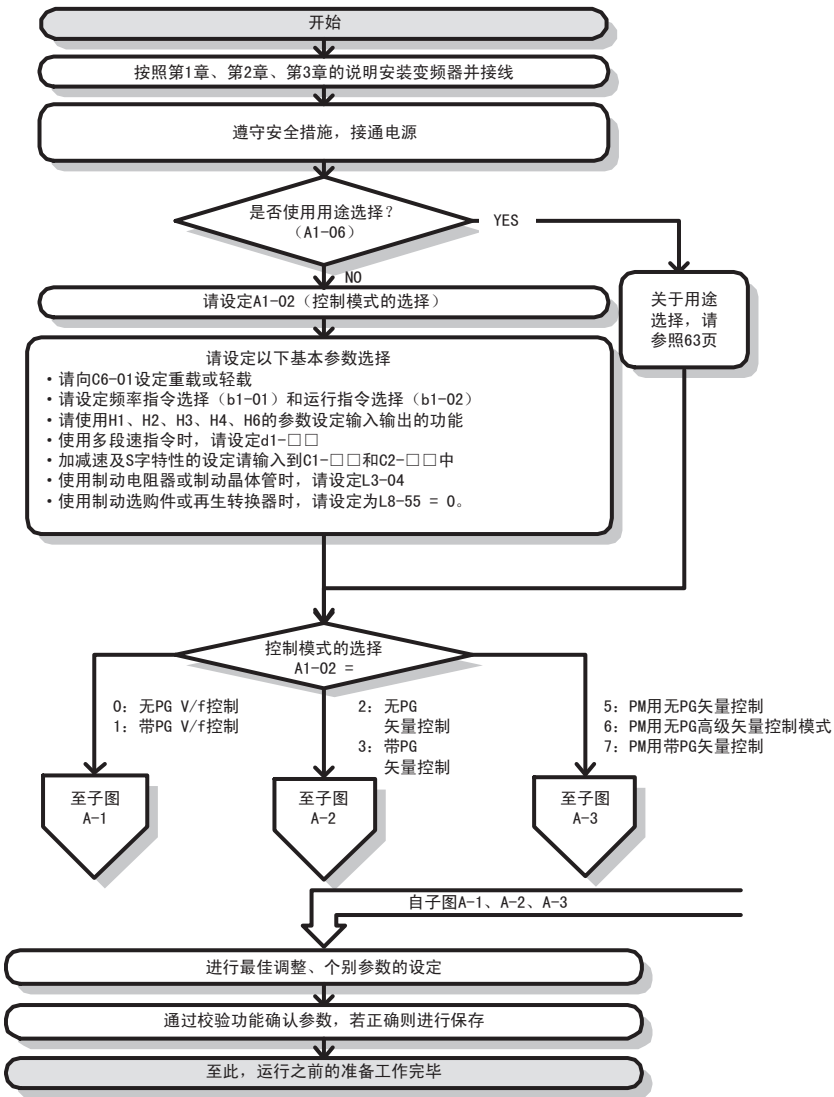 开始
按照第1章、第2章、第3章的说明安装变频器并接线
遵守安全措施，接通电源
是否使用用途选择？
（A1-06）
YES
NO
请设定A1-02（控制模式的选择）
关于用途
选择，请
参照63页
请设定以下基本参数选择
・请向C6-01设定重载或轻载
・请设定频率指令选择（b1-01）和运行指令选择（b1-02）
・请使用H1、H2、H3、H4、H6的参数设定输入输出的功能
・使用多段速指令时，请设定d1-□□
・加减速及S字特性的设定请输入到C1-□□和C2-□□中
・使用制动电阻器或制动晶体管时，请设定L3-04
・使用制动选购件或再生转换器时，请设定为L8-55 = 0。
控制模式的选择
A1-02 =
0：无PG V/f控制
1：带PG V/f控制
2：无PG
矢量控制
3：带PG
矢量控制
5：PM用无PG矢量控制
6：PM用无PG高级矢量控制模式
7：PM用带PG矢量控制
至子图
A-1
至子图
A-2
至子图
A-3
自子图A-1、A-2、A-3
进行最佳调整、个别参数的设定
通过校验功能确认参数，若正确则进行保存
至此，运行之前的准备工作完毕